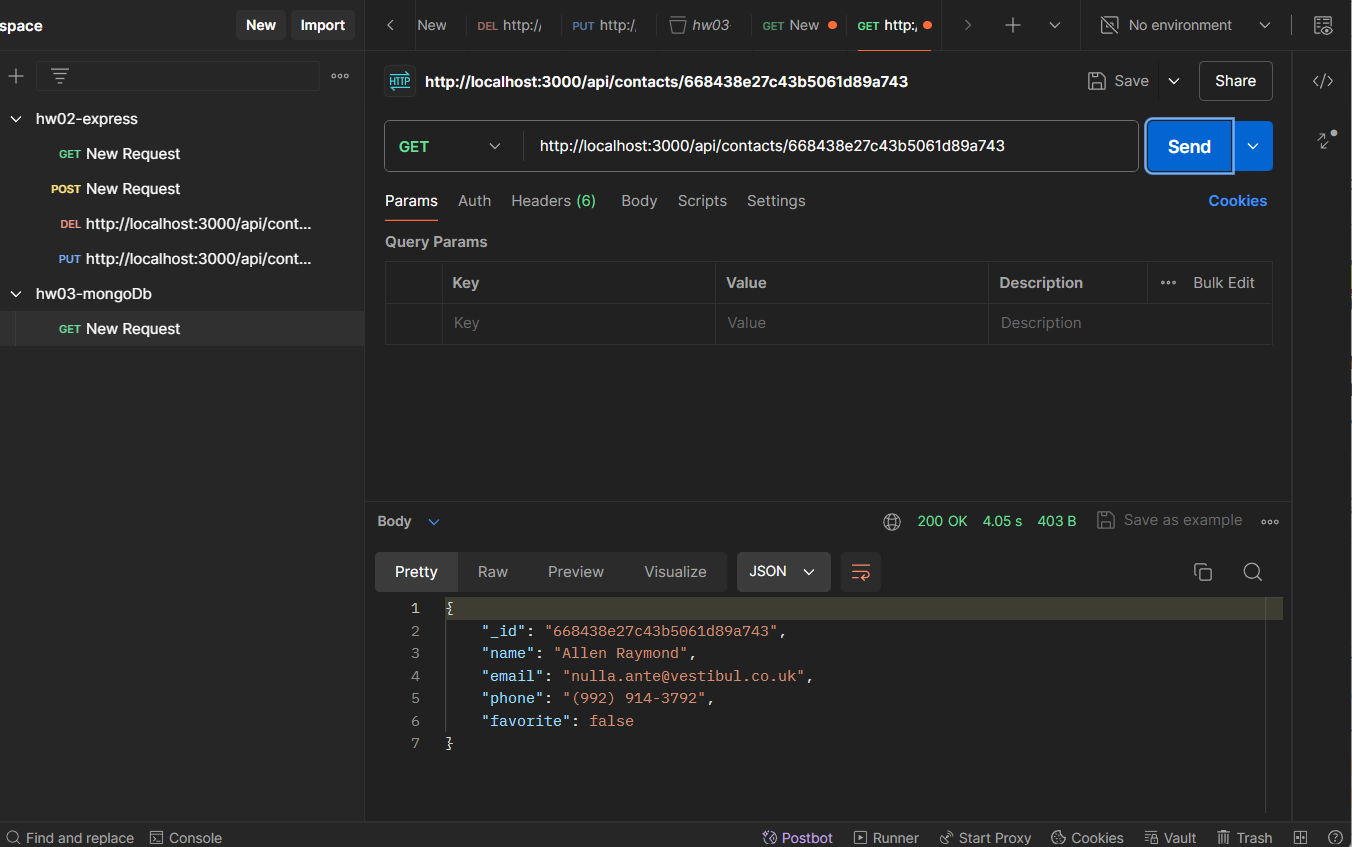 space New Import New DEL http:/ PUT http:/ hw03- GET New GET http:/ No environment
HTTP http://localhost:3000/api/contacts/668438e27c43b5061d89a743 Save Share
hw02-express
GET New Request
POST New Request
DEL http://localhost:3000/api/cont...
PUT http://localhost:3000/api/cont...
hw03-mongoDb
GET New Request
GET http://localhost:3000/api/contacts/668438e27c43b5061d89a743 Send
Params Auth Headers (6) Body Scripts Settings Cookies
Query Params
Key Value Description Bulk Edit
Key Value Description
Body 200 OK 4.05 s 403 B Save as example
Pretty Raw Preview Visualize JSON
1 {
2 "_id": "668438e27c43b5061d89a743",
3 "name": "Allen Raymond",
4 "email": "nulla.ante@vestibul.co.uk",
5 "phone": "(992) 914-3792",
6 "favorite": false
7 }
Find and replace Console Postbot Runner Start Proxy Cookies Vault Trash